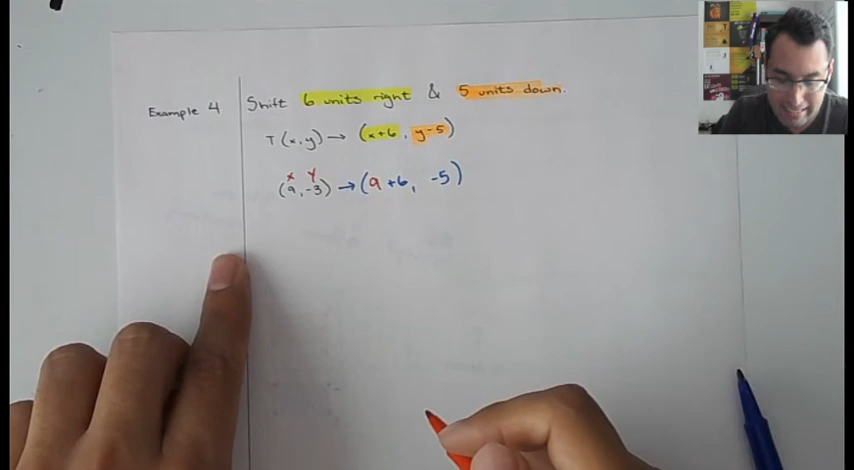 Example 4
Shift 6 units right & 5 units down.
T(x,y) → (x+6, y-5)
x y
(9,-3) → (9+6, -5)